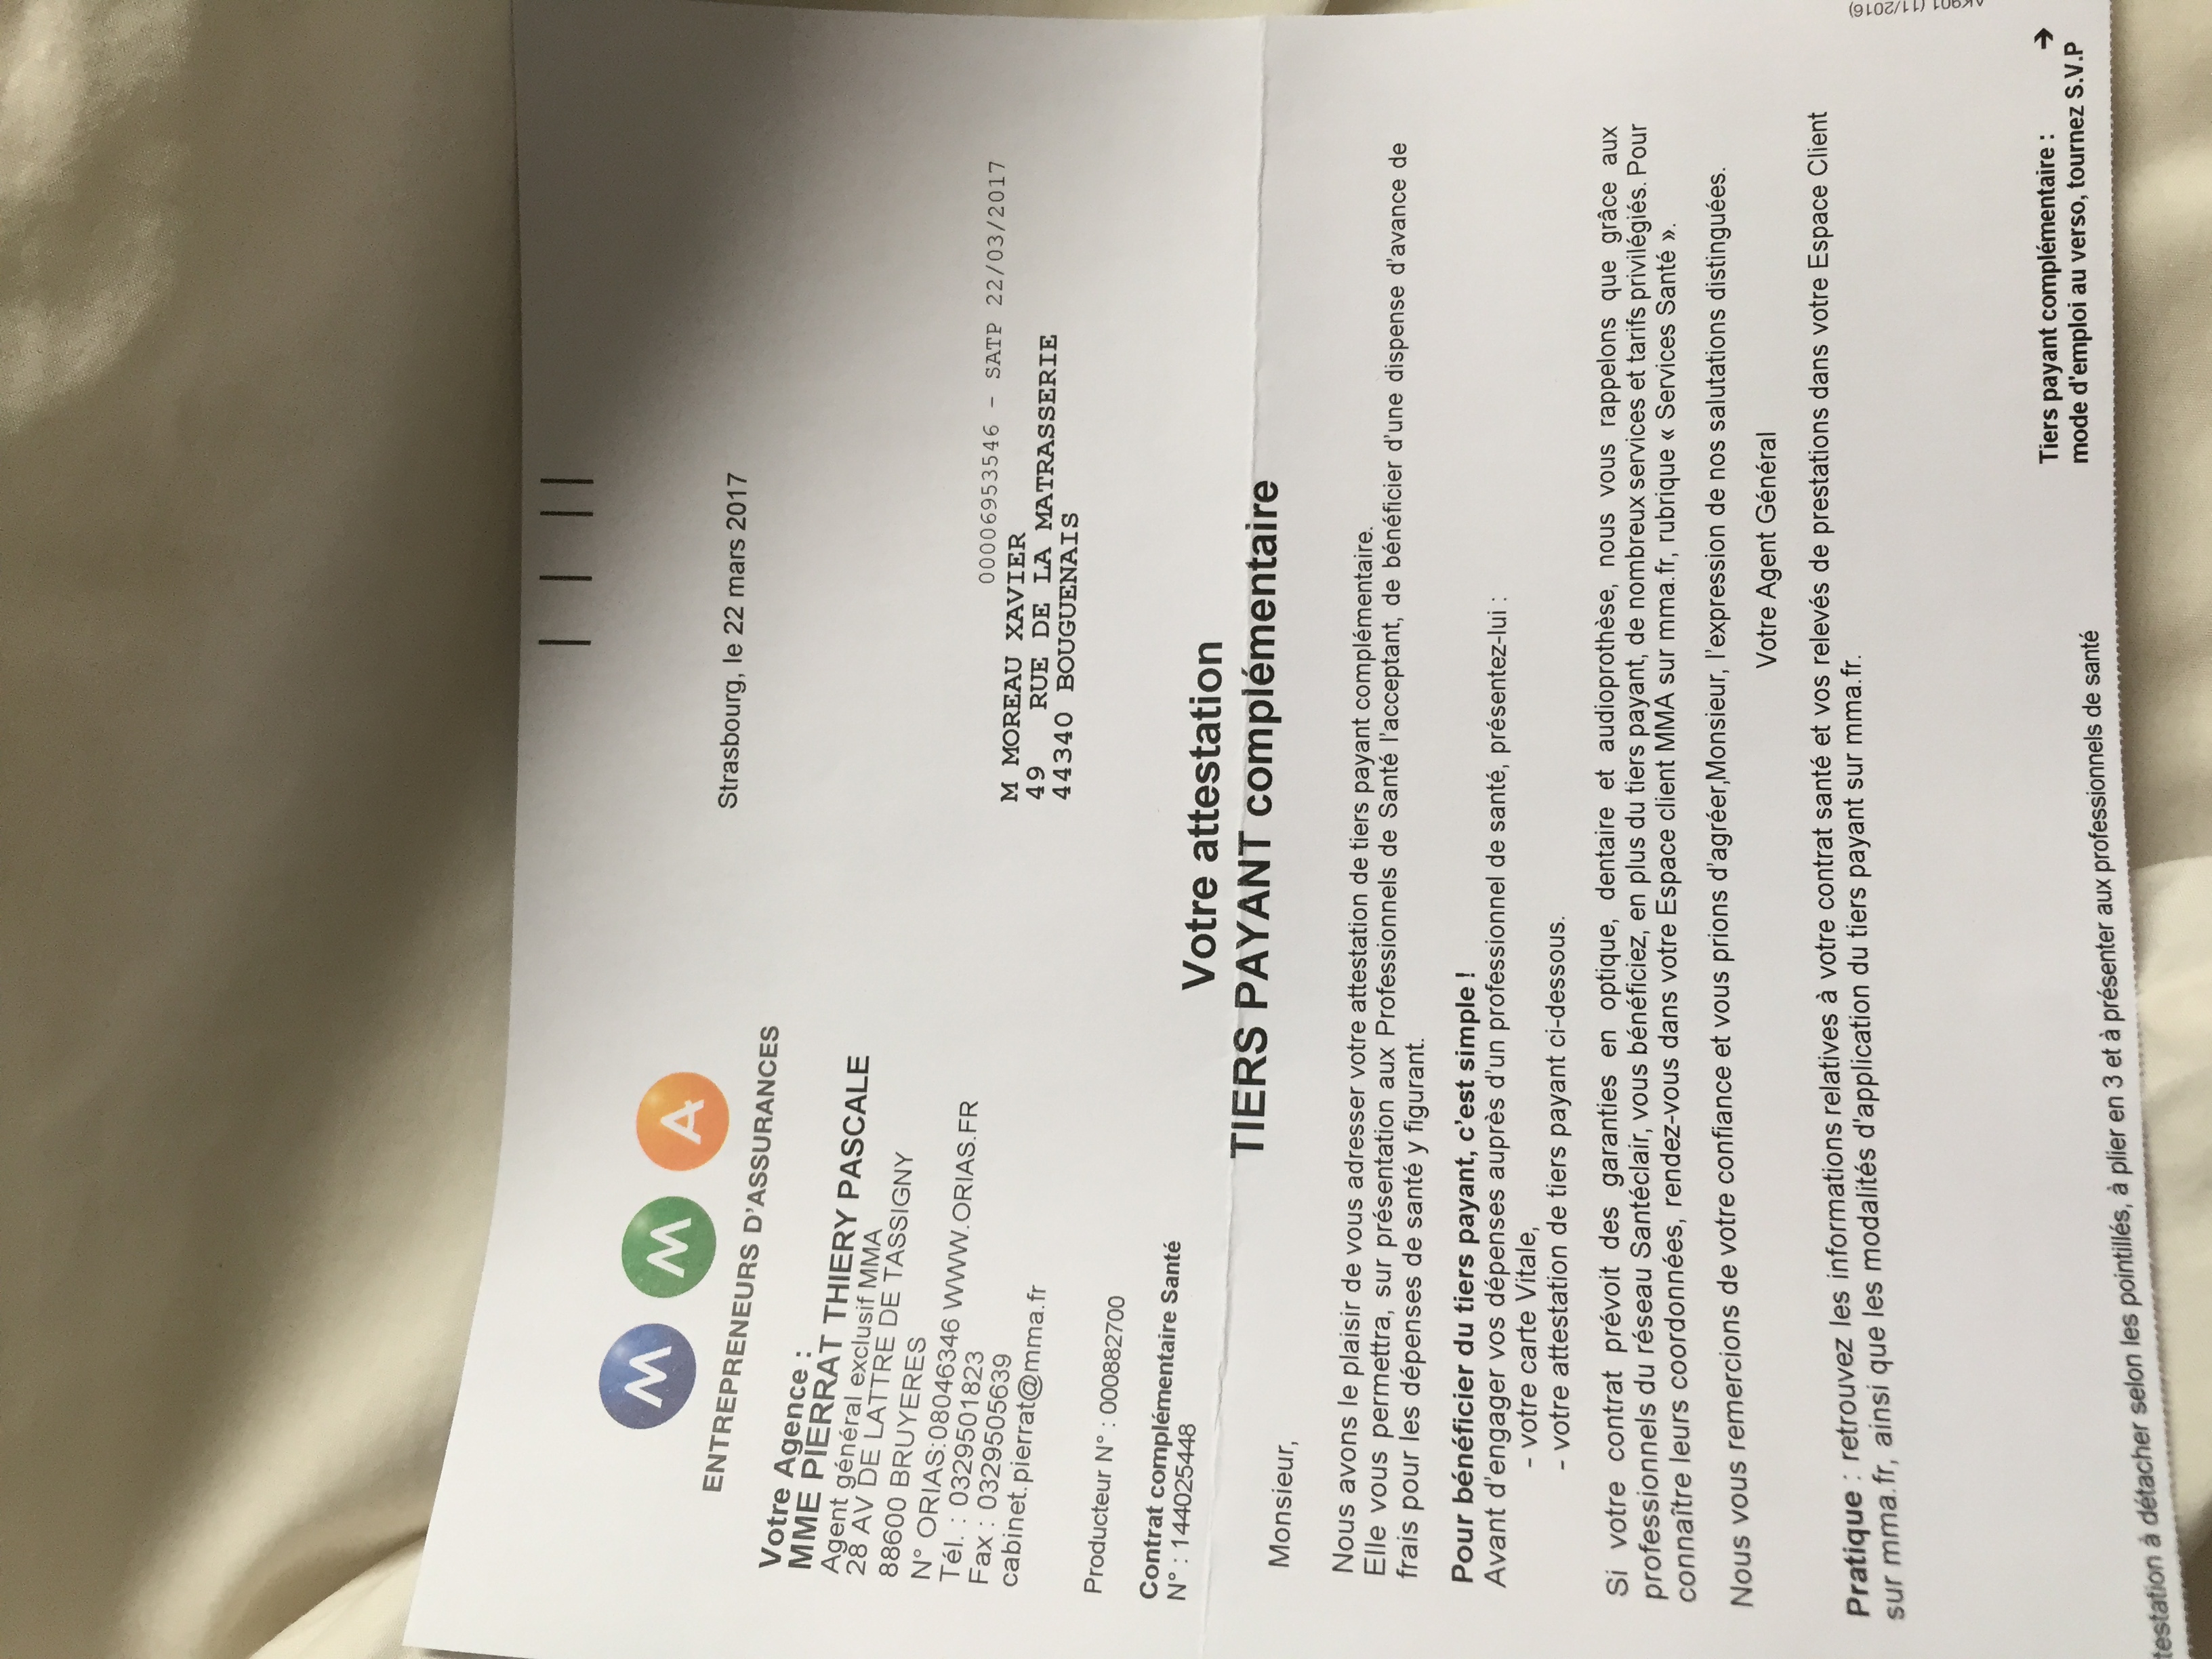 M M A
ENTREPRENEURS D'ASSURANCES
Votre Agence :
MME PIERRAT THIERY PASCALE
Agent général exclusif MMA
28 AV DE LATTRE DE TASSIGNY
88600 BRUYERES
N° ORIAS:08046346 WWW.ORIAS.FR
Tél. : 0329501823
Fax : 0329505639
cabinet.pierrat@mma.fr
Producteur N° : 000882700
Contrat complémentaire Santé
N° : 144025448
Strasbourg, le 22 mars 2017
00006953546 - SATP 22/03/2017
M MOREAU XAVIER
49 RUE DE LA MATRASSERIE
44340 BOUGUENAIS
Votre attestation
TIERS PAYANT complémentaire
Monsieur,
Nous avons le plaisir de vous adresser votre attestation de tiers payant complémentaire.
Elle vous permettra, sur présentation aux Professionnels de Santé l'acceptant, de bénéficier d'une dispense d'avance de
frais pour les dépenses de santé y figurant.
Pour bénéficier du tiers payant, c'est simple !
Avant d'engager vos dépenses auprès d'un professionnel de santé, présentez-lui :
- votre carte Vitale,
- votre attestation de tiers payant ci-dessous.
Si votre contrat prévoit des garanties en optique, dentaire et audioprothèse, nous vous rappelons que grâce aux
professionnels du réseau Santéclair, vous bénéficiez, en plus du tiers payant, de nombreux services et tarifs privilégiés. Pour
connaître leurs coordonnées, rendez-vous dans votre Espace client MMA sur mma.fr, rubrique « Services Santé ».
Nous vous remercions de votre confiance et vous prions d'agréer,Monsieur, l'expression de nos salutations distinguées.
Votre Agent Général
Pratique : retrouvez les informations relatives à votre contrat santé et vos relevés de prestations dans votre Espace Client
sur mma.fr, ainsi que les modalités d'application du tiers payant sur mma.fr.
AK901 (11/2016)
Tiers payant complémentaire : →
mode d'emploi au verso, tournez S.V.P
testation à détacher selon les pointillés, à plier en 3 et à présenter aux professionnels de santé